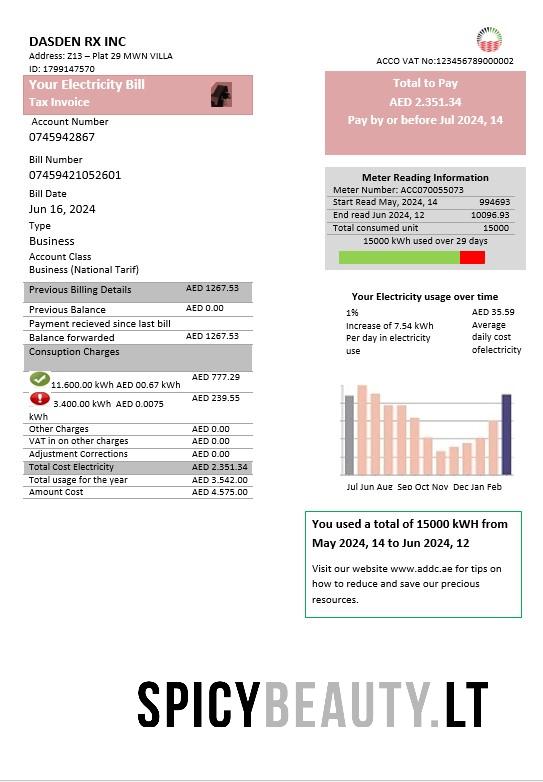 DASDEN RX INC
Address: Z13 – Plat 29 MWN VILLA
ID: 1799147570
ACCO VAT No:123456789000002
Your Electricity Bill
Tax Invoice
Total to Pay
AED 2.351.34
Pay by or before Jul 2024, 14
Account Number
0745942867
Bill Number
07459421052601
Bill Date
Jun 16, 2024
Type
Business
Account Class
Business (National Tarif)
Meter Reading Information
Meter Number: ACC070055073
Start Read May, 2024, 14 994693
End read Jun 2024, 12 10096.93
Total consumed unit 15000
15000 kWh used over 29 days
Previous Billing Details AED 1267.53
Previous Balance AED 0.00
Payment recieved since last bill
Balance forwarded AED 1267.53
Consuption Charges
11.600.00 kWh AED 00.67 kWh AED 777.29
3.400.00 kWh AED 0.0075 AED 239.55
kWh
Other Charges AED 0.00
VAT in on other charges AED 0.00
Adjustment Corrections AED 0.00
Total Cost Electricity AED 2.351.34
Total usage for the year AED 3.542.00
Amount Cost AED 4.575.00
Your Electricity usage over time
1%
Increase of 7.54 kWh
Per day in electricity
use
AED 35.59
Average
daily cost
ofelectricity
Jul Jun Aug Sep Oct Nov Dec Jan Feb
You used a total of 15000 kWH from
May 2024, 14 to Jun 2024, 12
Visit our website www.addc.ae for tips on
how to reduce and save our precious
resources.
SPICYBEAUTY.LT